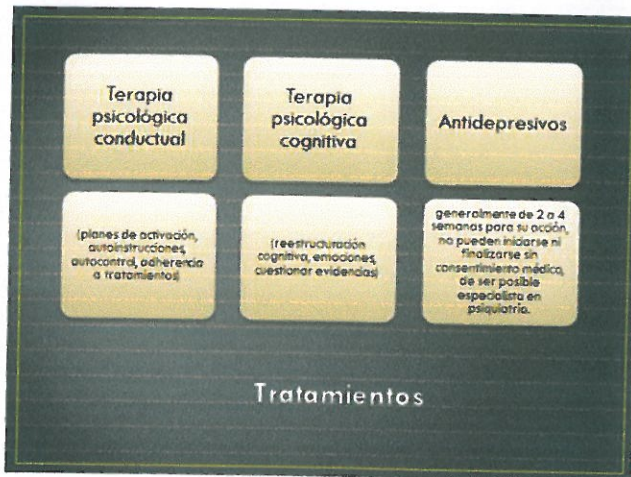 Terapia
psicológica
conductual
Terapia
psicológica
cognitiva
Antidepresivos
(planes de activación,
autoinstrucciones,
autocontrol, adherencia
a tratamientos)
(reestructuración
cognitiva, emociones,
cuestionar evidencias)
generalmente de 2 a 4
semanas para su acción,
no pueden iniciarse ni
finalizarse sin
consentimiento médico,
de ser posible
especialista en
psiquiatría.
Tratamientos